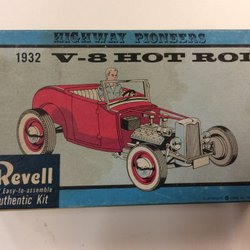 HIGHWAY PIONEERS
1932 V-8 HOT ROD
Revell
Easy-to-assemble
Authentic Kit